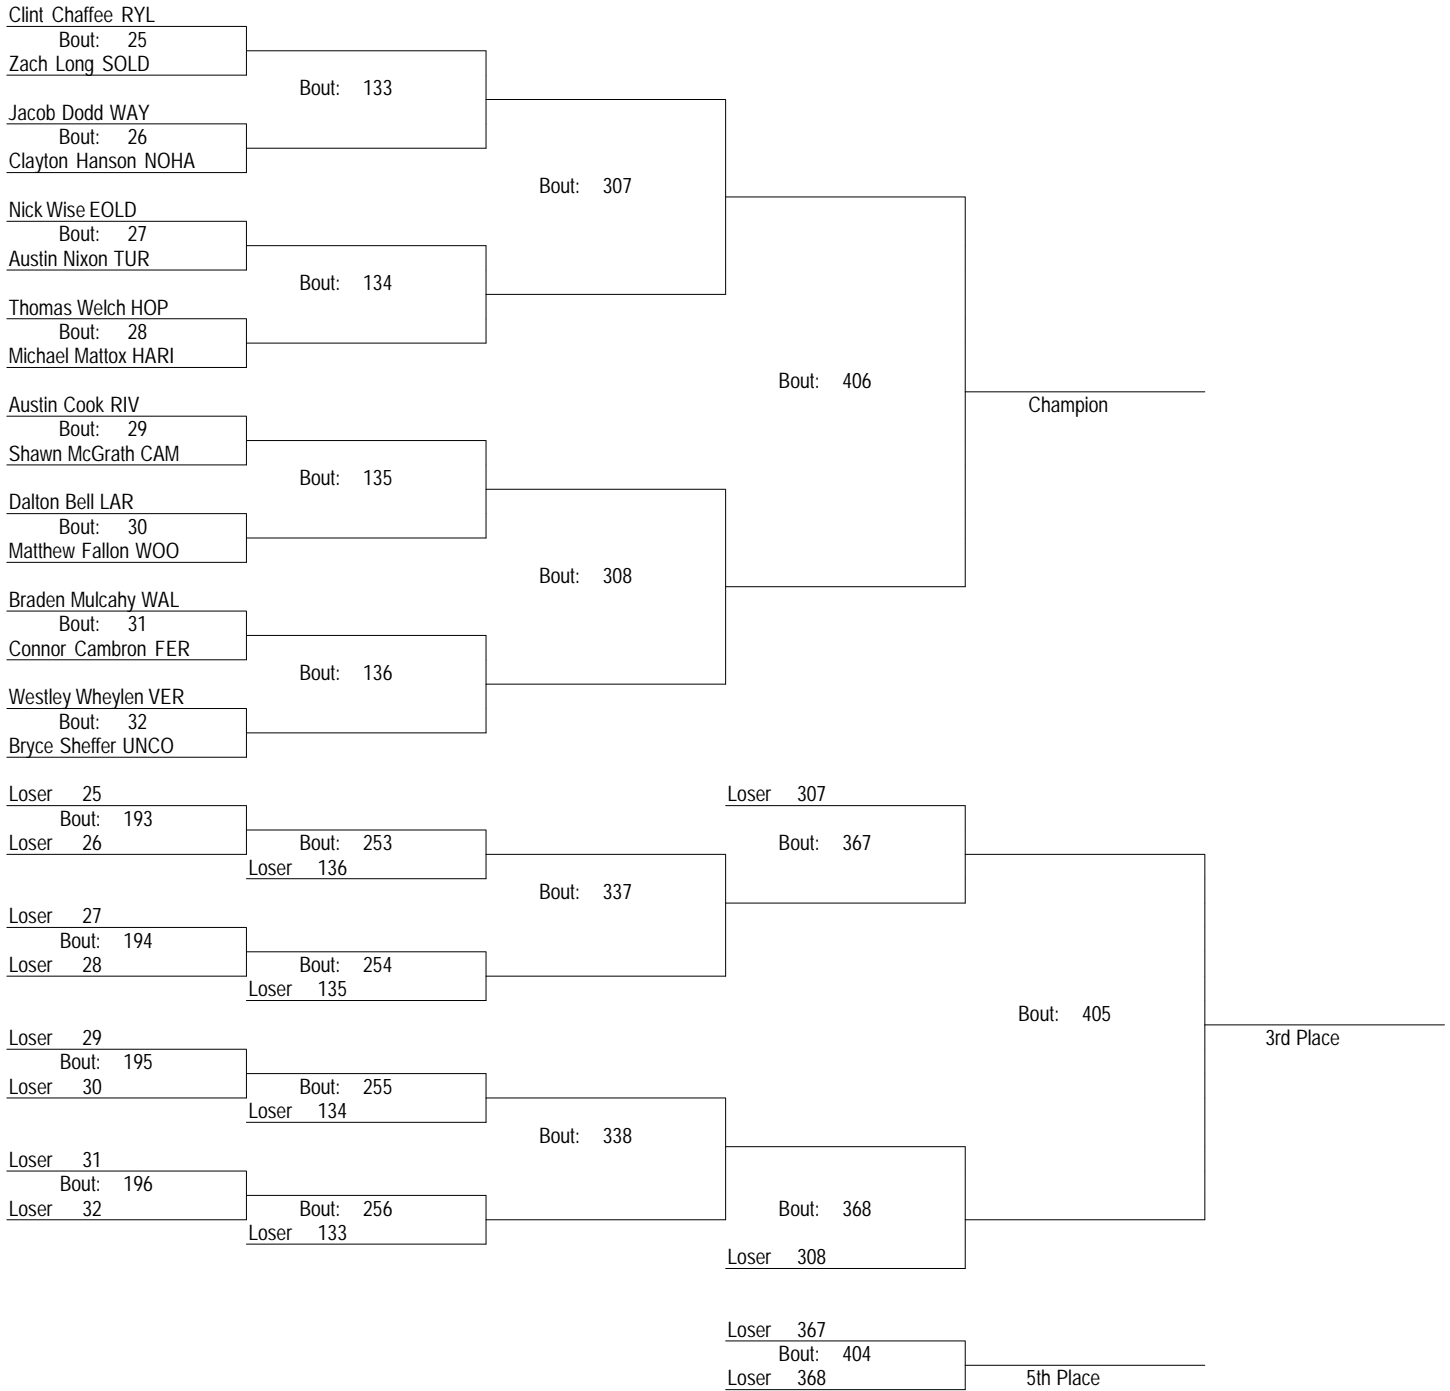 Clint Chaffee RYL
Bout: 25
Zach Long SOLD
Bout: 133
Jacob Dodd WAY
Bout: 26
Clayton Hanson NOHA
Bout: 307
Nick Wise EOLD
Bout: 27
Austin Nixon TUR
Bout: 134
Thomas Welch HOP
Bout: 28
Michael Mattox HARI
Bout: 406
Champion
Austin Cook RIV
Bout: 29
Shawn McGrath CAM
Bout: 135
Dalton Bell LAR
Bout: 30
Matthew Fallon WOO
Bout: 308
Braden Mulcahy WAL
Bout: 31
Connor Cambron FER
Bout: 136
Westley Wheylen VER
Bout: 32
Bryce Sheffer UNCO
Loser 25
Bout: 193
Loser 26
Bout: 253
Loser 136
Bout: 337
Loser 307
Bout: 367
Loser 27
Bout: 194
Loser 28
Bout: 254
Loser 135
Bout: 405
3rd Place
Loser 29
Bout: 195
Loser 30
Bout: 255
Loser 134
Bout: 338
Loser 31
Bout: 196
Loser 32
Bout: 256
Loser 133
Bout: 368
Loser 308
Loser 367
Bout: 404
Loser 368
5th Place